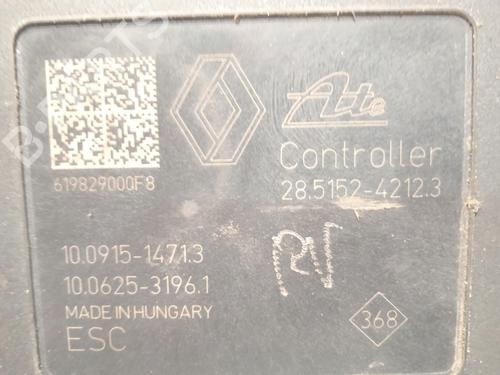 Ate
Controller
619829000F8
28.5152-4212.3
10.0915-1471.3
10.0625-3196.1
MADE IN HUNGARY
ESC
368